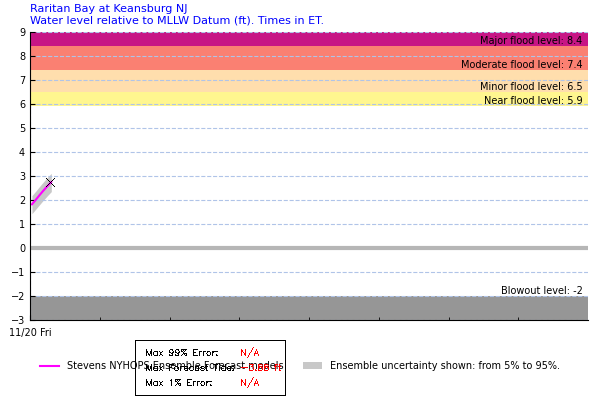 Raritan Bay at Keansburg NJ
Water level relative to MLLW Datum (ft). Times in ET.
9
Major flood level: 8.4
8
Moderate flood level: 7.4
7
Minor flood level: 6.5
Near flood level: 5.9
6
5
4
3
2
1
0
−1
Blowout level: -2
−2
−3
11/20 Fri
Max 99% Error: N/A
Stevens NYHOPS Ensemble Forecast models
Max Forecast Tide:
Ensemble uncertainty shown: from 5% to 95%.
Max 1% Error: N/A